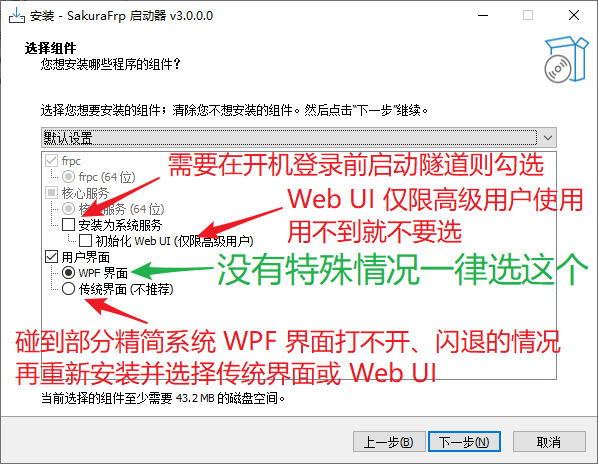 安装 - SakuraFrp 启动器 v3.0.0.0
选择组件
您想安装哪些程序的组件？
选择您想要安装的组件；清除您不想安装的组件。然后点击“下一步”继续。
默认设置
frpc
frpc (64 位)
需要在开机登录前启动隧道则勾选
核心服务
核心服务 (64 位)
Web UI 仅限高级用户使用
安装为系统服务
用不到就不要选
初始化 Web UI (仅限高级用户)
用户界面
WPF 界面
没有特殊情况一律选这个
传统界面 (不推荐)
碰到部分精简系统 WPF 界面打不开、闪退的情况
再重新安装并选择传统界面或 Web UI
当前选择的组件至少需要 43.2 MB 的磁盘空间。
上一步(B)
下一步(N)
取消